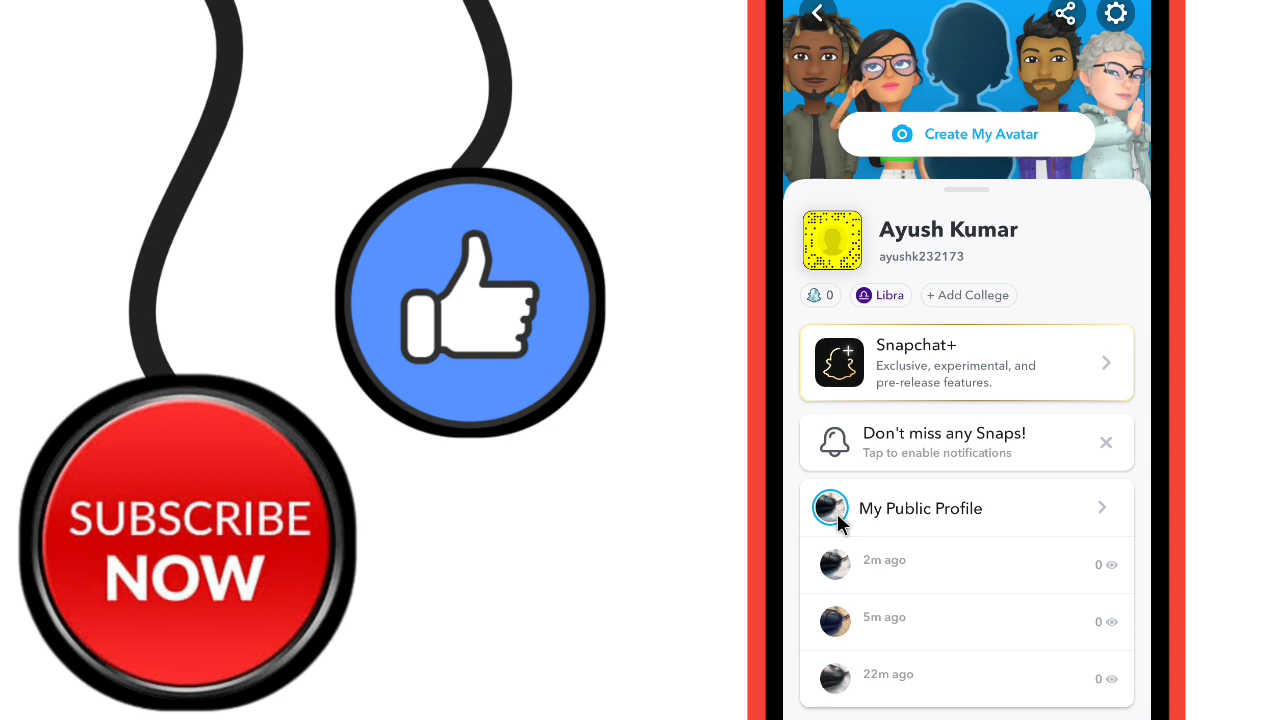 SUBSCRIBE
NOW
Create My Avatar
Ayush Kumar
ayushk232173
0
Libra
+ Add College
Snapchat+
Exclusive, experimental, and
pre-release features.
Don't miss any Snaps!
Tap to enable notifications
My Public Profile
2m ago 0
5m ago 0
22m ago 0